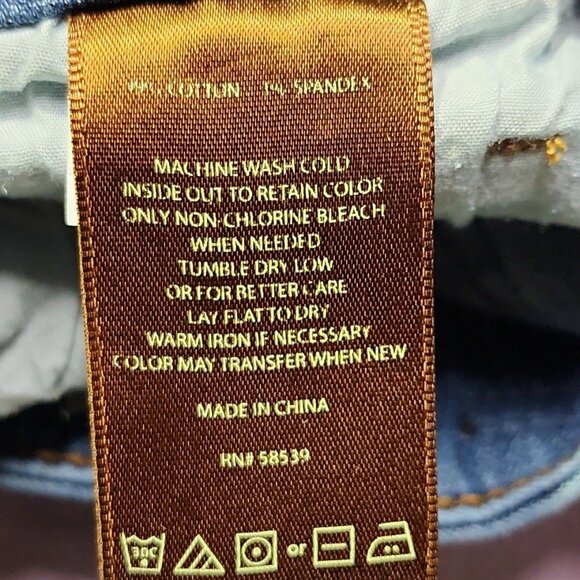 99% COTTON 1% SPANDEX
MACHINE WASH COLD
INSIDE OUT TO RETAIN COLOR
ONLY NON-CHLORINE BLEACH
WHEN NEEDED
TUMBLE DRY LOW
OR FOR BETTER CARE
LAY FLAT TO DRY
WARM IRON IF NECESSARY
COLOR MAY TRANSFER WHEN NEW
MADE IN CHINA
RN# 58539
30C or